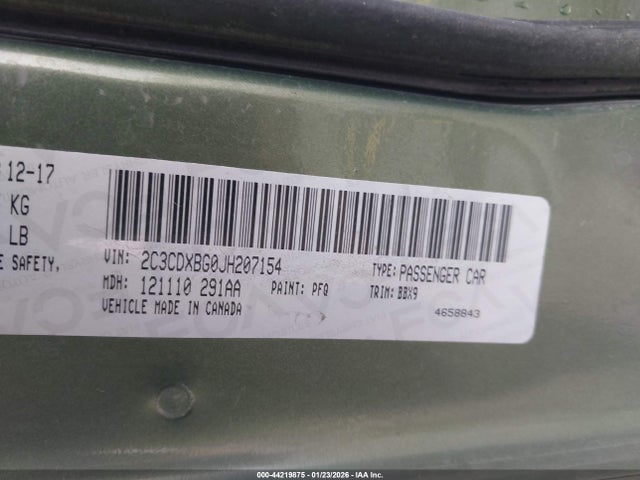 12-17
KG
LB
SAFETY,
VIN: 2C3CDXBG0JH207154 TYPE: PASSENGER CAR
MDH: 121110 291AA PAINT: PFQ TRIM: BBX9
VEHICLE MADE IN CANADA 4658843
000-44219875 - 01/23/2026 - IAA Inc.